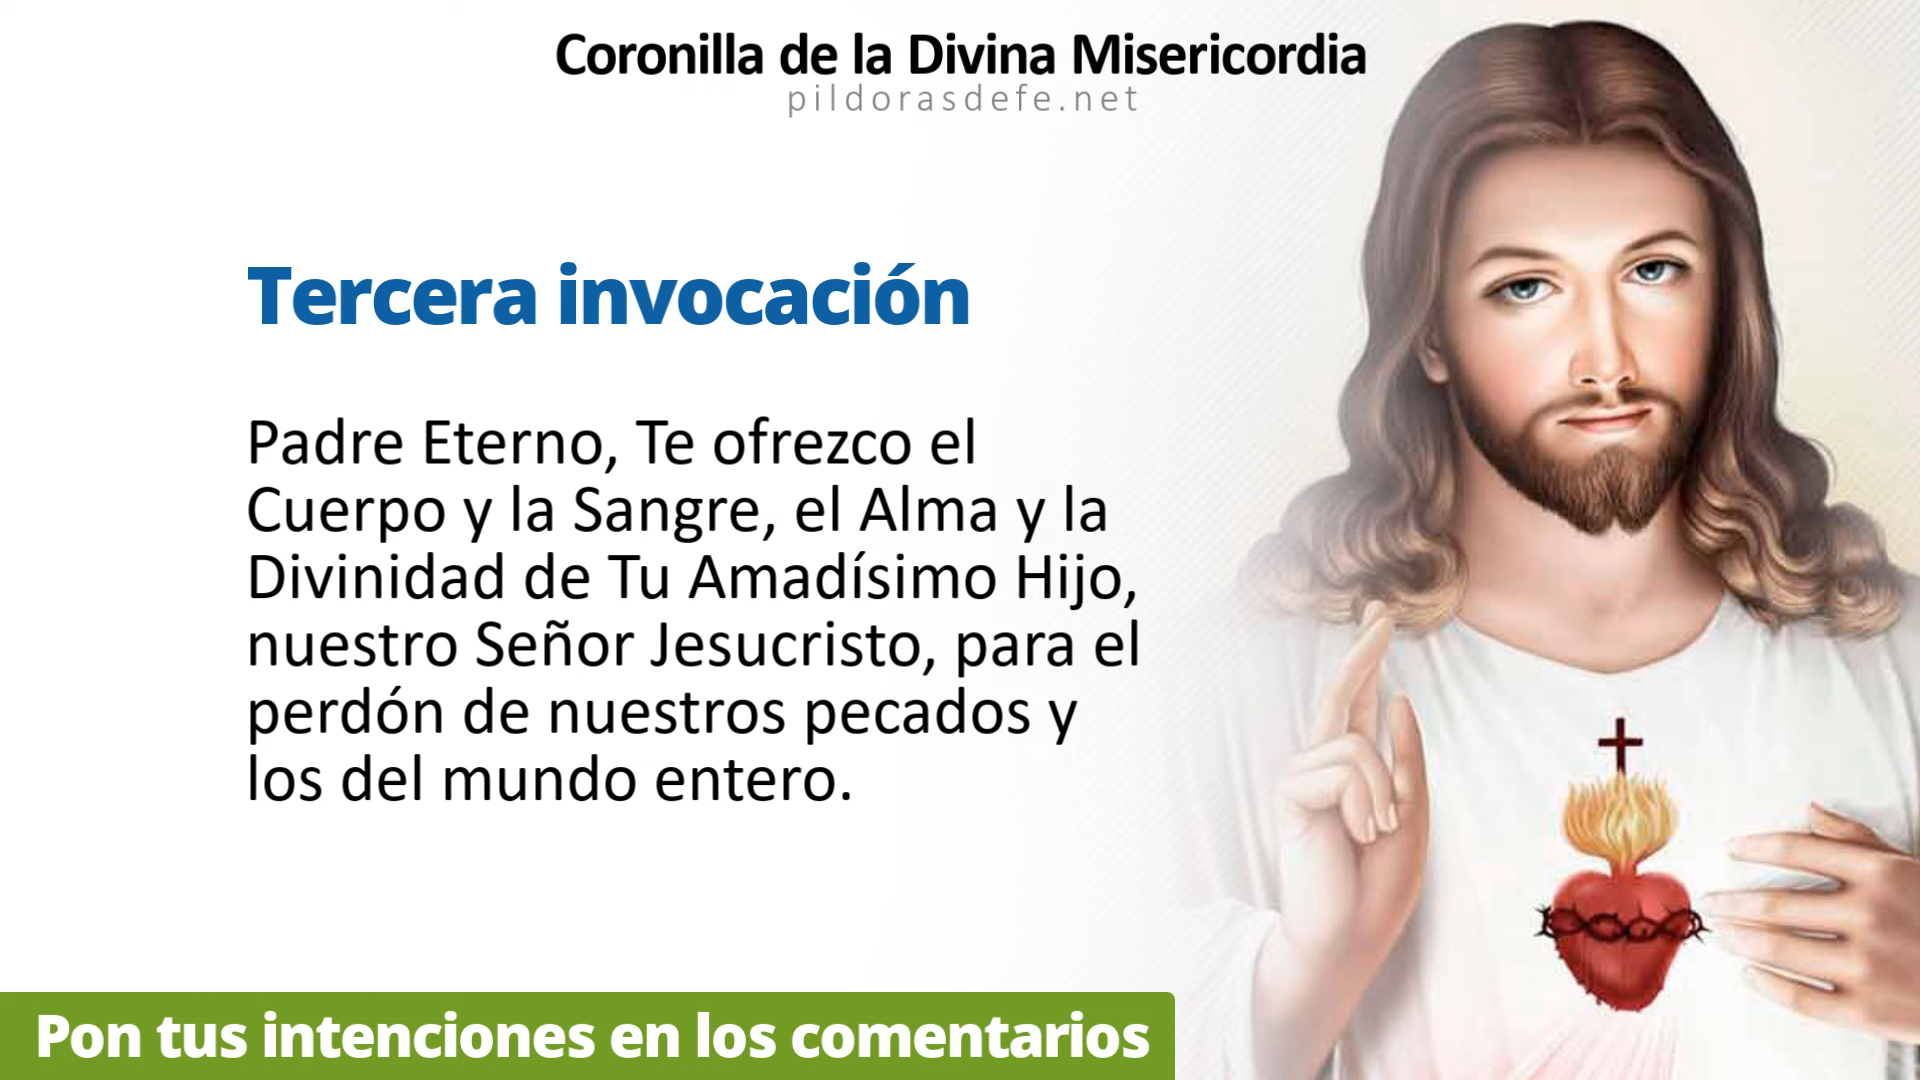 Coronilla de la Divina Misericordia
pildorasdefe.net
Tercera invocación
Padre Eterno, Te ofrezco el
Cuerpo y la Sangre, el Alma y la
Divinidad de Tu Amadísimo Hijo,
nuestro Señor Jesucristo, para el
perdón de nuestros pecados y
los del mundo entero.
Pon tus intenciones en los comentarios